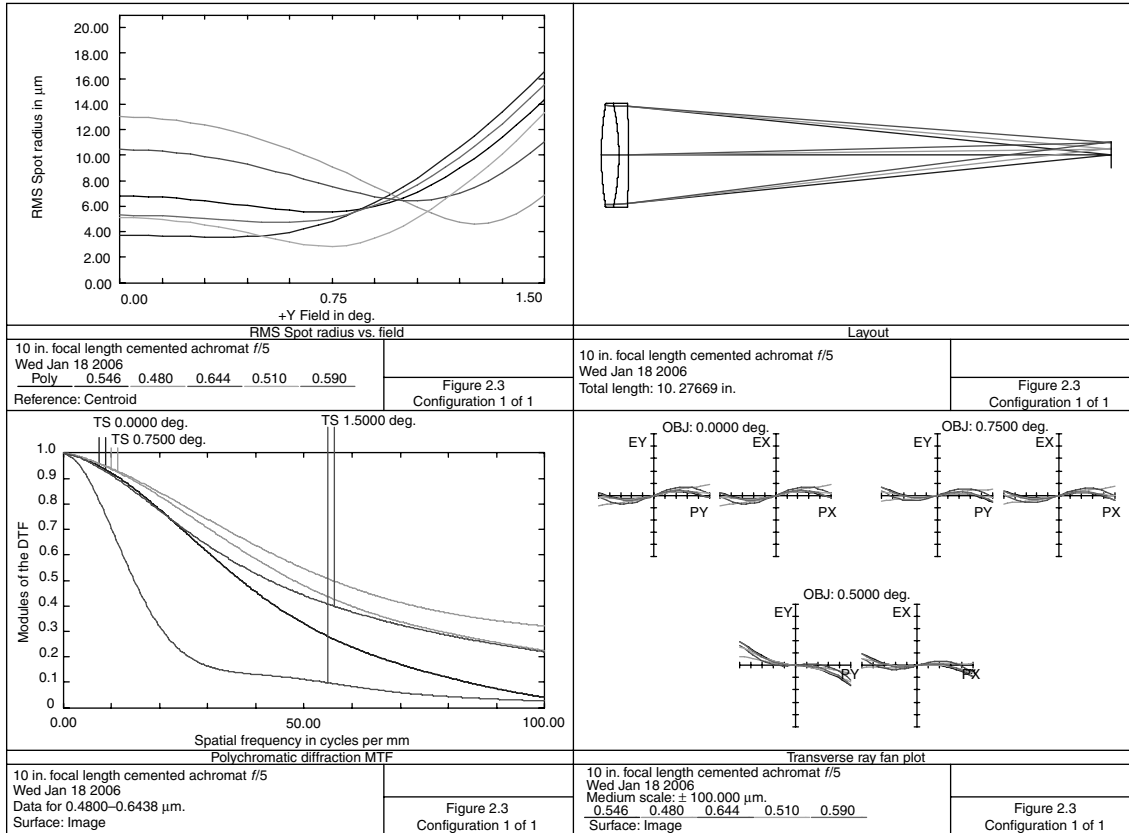 20.00
18.00
16.00
14.00
12.00
10.00
8.00
6.00
4.00
2.00
0.00
RMS Spot radius in μm
0.00
0.75
1.50
+Y Field in deg.
RMS Spot radius vs. field
10 in. focal length cemented achromat f/5
Wed Jan 18 2006
Poly 0.546 0.480 0.644 0.510 0.590
Reference: Centroid
Figure 2.3
Configuration 1 of 1
Layout
10 in. focal length cemented achromat f/5
Wed Jan 18 2006
Total length: 10. 27669 in.
Figure 2.3
Configuration 1 of 1
TS 0.0000 deg.
TS 0.7500 deg.
TS 1.5000 deg.
1.0
0.9
0.8
0.7
0.6
0.5
0.4
0.3
0.2
0.1
0
Modules of the DTF
0.00
50.00
100.00
Spatial frequency in cycles per mm
Polychromatic diffraction MTF
10 in. focal length cemented achromat f/5
Wed Jan 18 2006
Data for 0.4800–0.6438 μm.
Surface: Image
Figure 2.3
Configuration 1 of 1
OBJ: 0.0000 deg.
EY
EX
PY
PX
OBJ: 0.7500 deg.
EY
EX
PY
PX
OBJ: 0.5000 deg.
EY
EX
PY
PX
Transverse ray fan plot
10 in. focal length cemented achromat f/5
Wed Jan 18 2006
Medium scale: ± 100.000 μm.
0.546 0.480 0.644 0.510 0.590
Surface: Image
Figure 2.3
Configuration 1 of 1